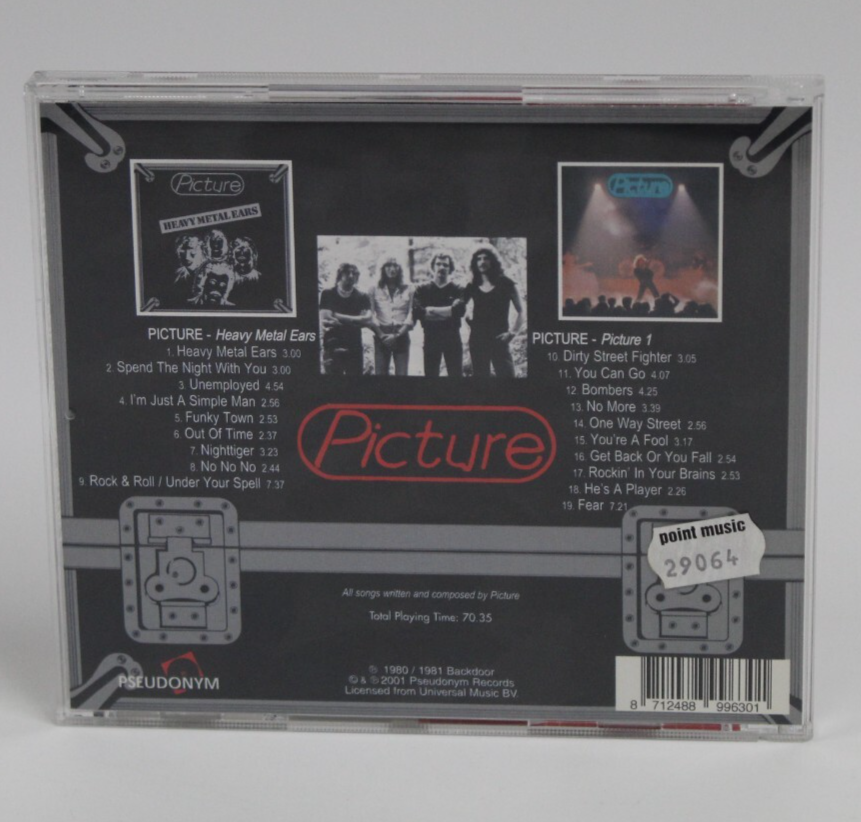 Picture
HEAVY METAL EARS
PICTURE - Heavy Metal Ears
1. Heavy Metal Ears 3.00
2. Spend The Night With You 3.00
3. Unemployed 4.54
4. I'm Just A Simple Man 2.56
5. Funky Town 2.53
6. Out Of Time 2.37
7. Nighttiger 3.23
8. No No No 2.44
9. Rock & Roll / Under Your Spell 7.37
Picture
Picture
PICTURE - Picture 1
10. Dirty Street Fighter 3.05
11. You Can Go 4.07
12. Bombers 4.25
13. No More 3.39
14. One Way Street 2.56
15. You're A Fool 3.17
16. Get Back Or You Fall 2.54
17. Rockin' In Your Brains 2.53
18. He's A Player 2.26
19. Fear 7.21
point music
29064
All songs written and composed by Picture
Total Playing Time: 70.35
PSEUDONYM
℗ 1980 / 1981 Backdoor
© & ℗ 2001 Pseudonym Records
Licensed from Universal Music BV.
8 712488 996301